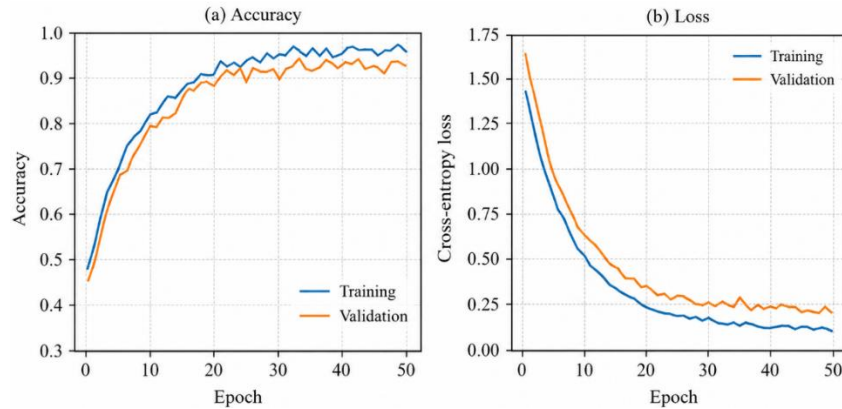 (a) Accuracy
Accuracy
1.0
0.9
0.8
0.7
0.6
0.5
0.4
0.3
0
10
20
30
40
50
Epoch
Training
Validation
(b) Loss
Cross-entropy loss
1.75
1.50
1.25
1.00
0.75
0.50
0.25
0.00
0
10
20
30
40
50
Epoch
Training
Validation